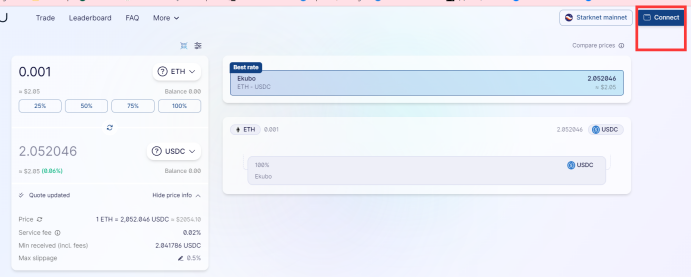 Trade Leaderboard FAQ More
Starknet mainnet
Connect
Compare prices
0.001
ETH
≈ $2.05
Balance 0.00
25% 50% 75% 100%
2.052046
USDC
≈ $2.05 (0.06%)
Balance 0.00
Quote updated
Hide price info
Price
1 ETH = 2,052.046 USDC ≈ $2054.10
Service fee
0.02%
Min received (incl. fees)
2.041786 USDC
Max slippage
0.5%
Best rate
Ekubo
2.052046
ETH - USDC
≈ $2.05
ETH 0.001
2.052046 USDC
100%
USDC
Ekubo